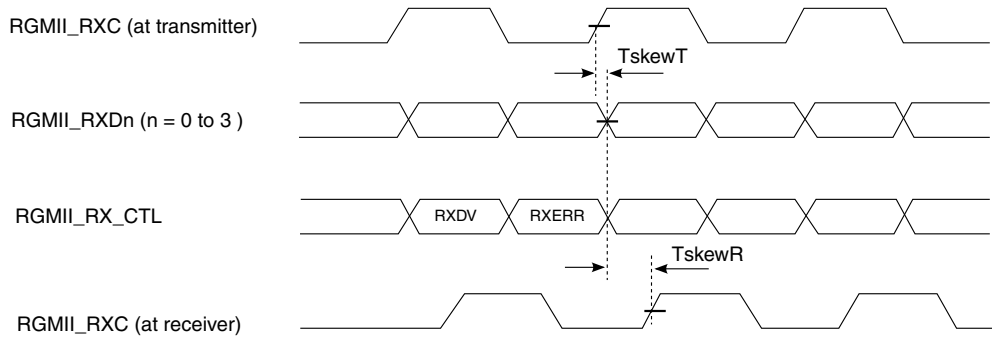 RGMII_RXC (at transmitter)
TskewT
RGMII_RXDn (n = 0 to 3 )
RGMII_RX_CTL
RXDV
RXERR
TskewR
RGMII_RXC (at receiver)